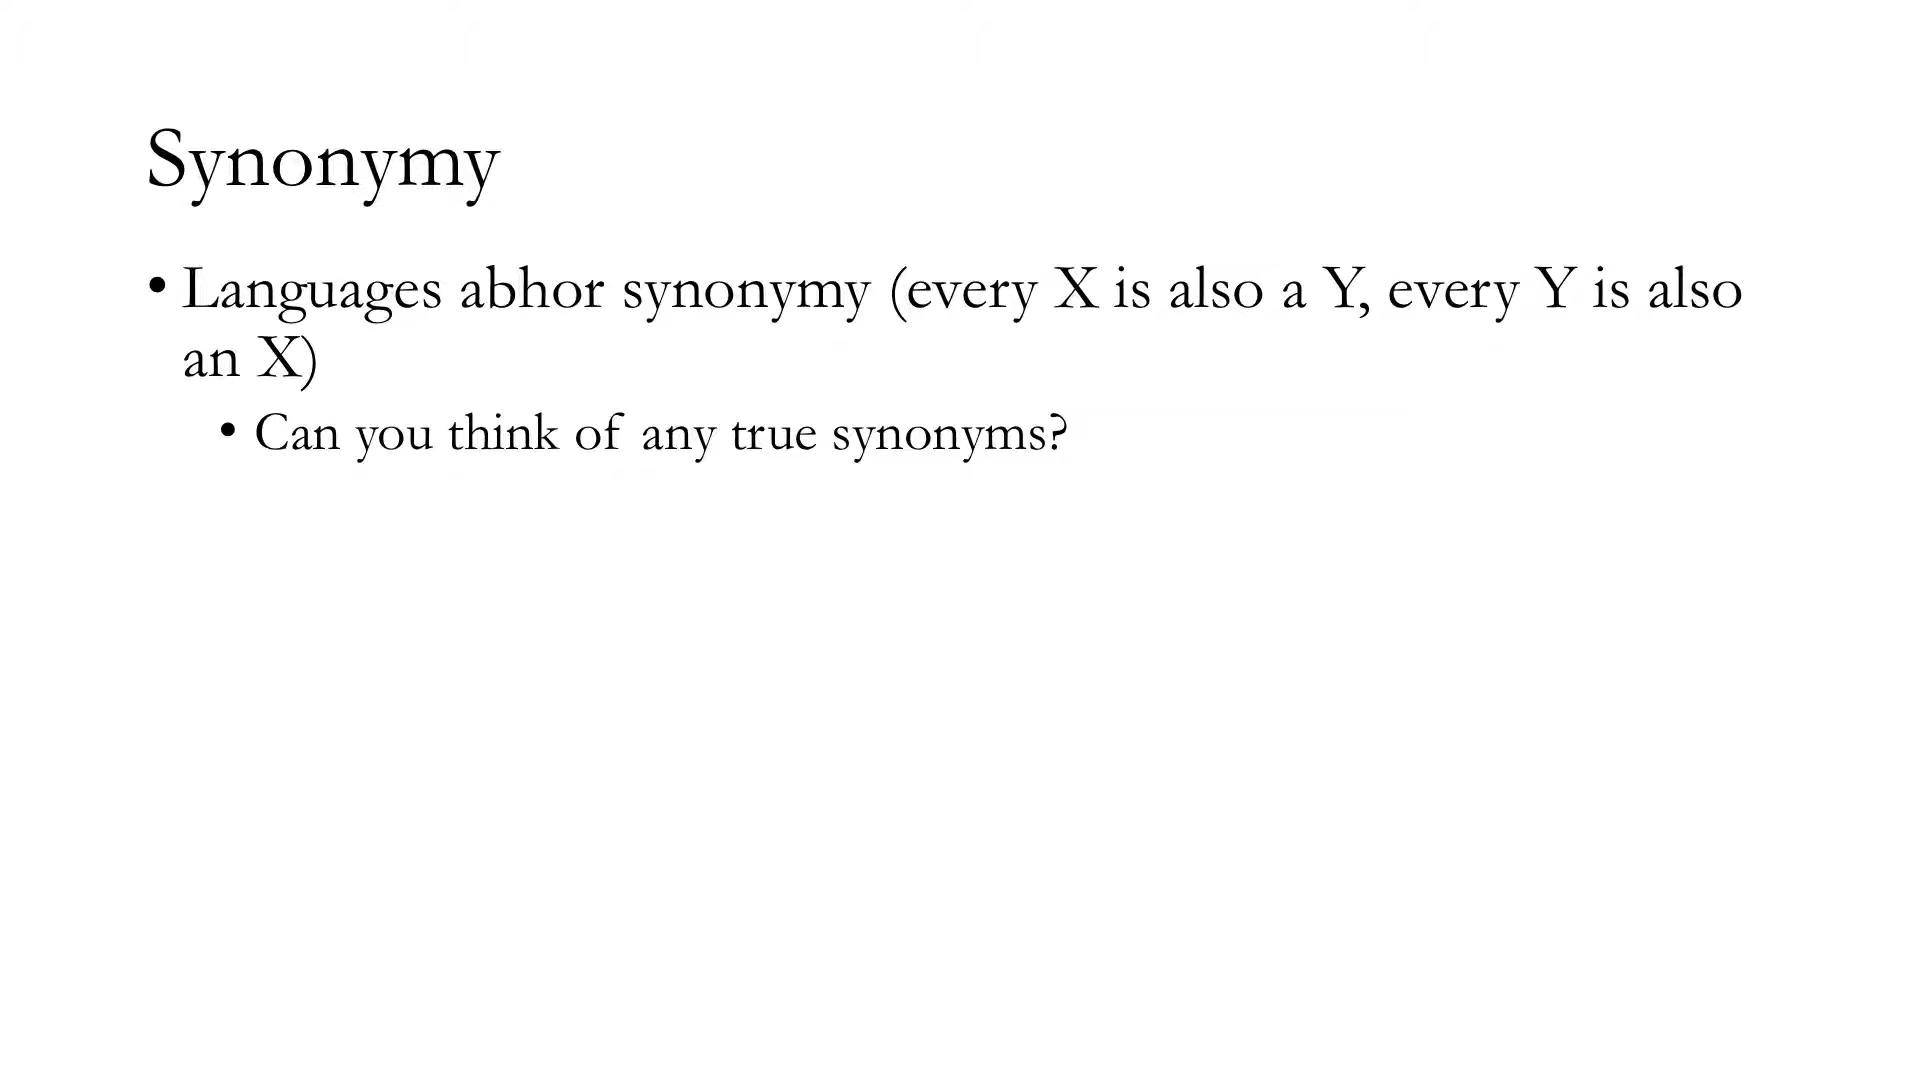 Synonymy
• Languages abhor synonymy (every X is also a Y, every Y is also
an X)
• Can you think of any true synonyms?